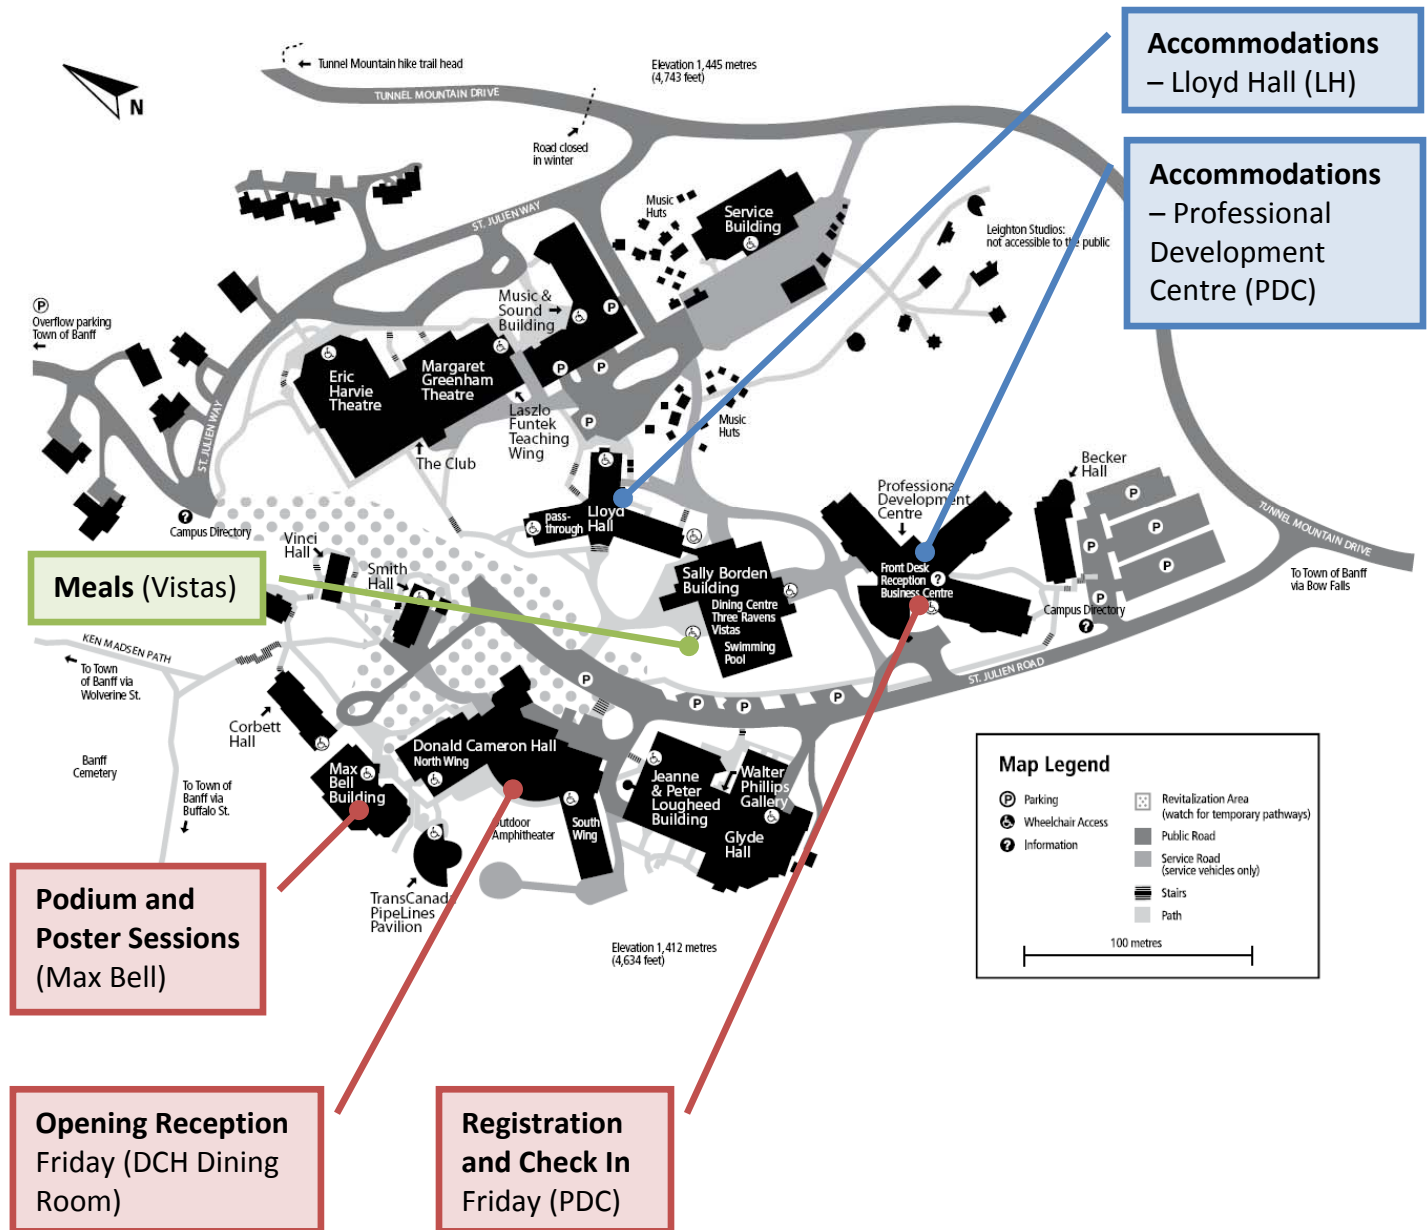 Accommodations
– Lloyd Hall (LH)
Accommodations
– Professional
Development
Centre (PDC)
Tunnel Mountain hike trail head
Elevation 1,445 metres
(4,743 feet)
TUNNEL MOUNTAIN DRIVE
N
Road closed
in winter
ST. JULIEN WAY
Music
Huts
Service
Building
Leighton Studios:
not accessible to the public
P
Overflow parking
Town of Banff
Music &
Sound
Building
P
Eric
Harvie
Theatre
Margaret
Greenham
Theatre
P
P
Laszlo
Funtek
Teaching
Wing
P
Music
Huts
ST. JULIEN WAY
The Club
Becker
Hall
Professional
Development
Centre
P
P
P
P
P
TUNNEL MOUNTAIN DRIVE
?
Campus Directory
pass-
through
Lloyd
Hall
Vinci
Hall
Smith
Hall
Sally Borden
Building
Dining Centre
Three Ravens
Vistas
Swimming
Pool
Front Desk
Reception
Business Centre
?
To Town of Banff
via Bow Falls
Campus Directory
?
Meals (Vistas)
KEN MADSEN PATH
To Town
of Banff via
Wolverine St.
ST. JULIEN ROAD
P
P
P
P
Corbett
Hall
Banff
Cemetery
To Town of
Banff via
Buffalo St.
Max
Bell
Building
Donald Cameron Hall
North Wing
Outdoor
Amphitheater
South
Wing
Jeanne
& Peter
Lougheed
Building
Walter
Phillips
Gallery
Glyde
Hall
TransCanada
PipeLines
Pavilion
Elevation 1,412 metres
(4,634 feet)
Map Legend
P Parking
Wheelchair Access
? Information
Revitalization Area
(watch for temporary pathways)
Public Road
Service Road
(service vehicles only)
Stairs
Path
100 metres
Podium and
Poster Sessions
(Max Bell)
Opening Reception
Friday (DCH Dining
Room)
Registration
and Check In
Friday (PDC)